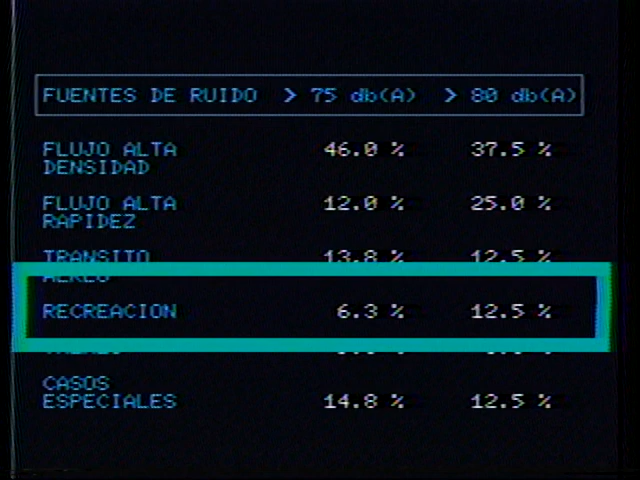 FUENTES DE RUIDO > 75 db(A) > 80 db(A)
FLUJO ALTA 46.0 % 37.5 %
DENSIDAD
FLUJO ALTA 12.0 % 25.0 %
RAPIDEZ
TRANSITO 13.8 % 12.5 %
AEREO
RECREACION 6.3 % 12.5 %
CASOS
ESPECIALES 14.8 % 12.5 %